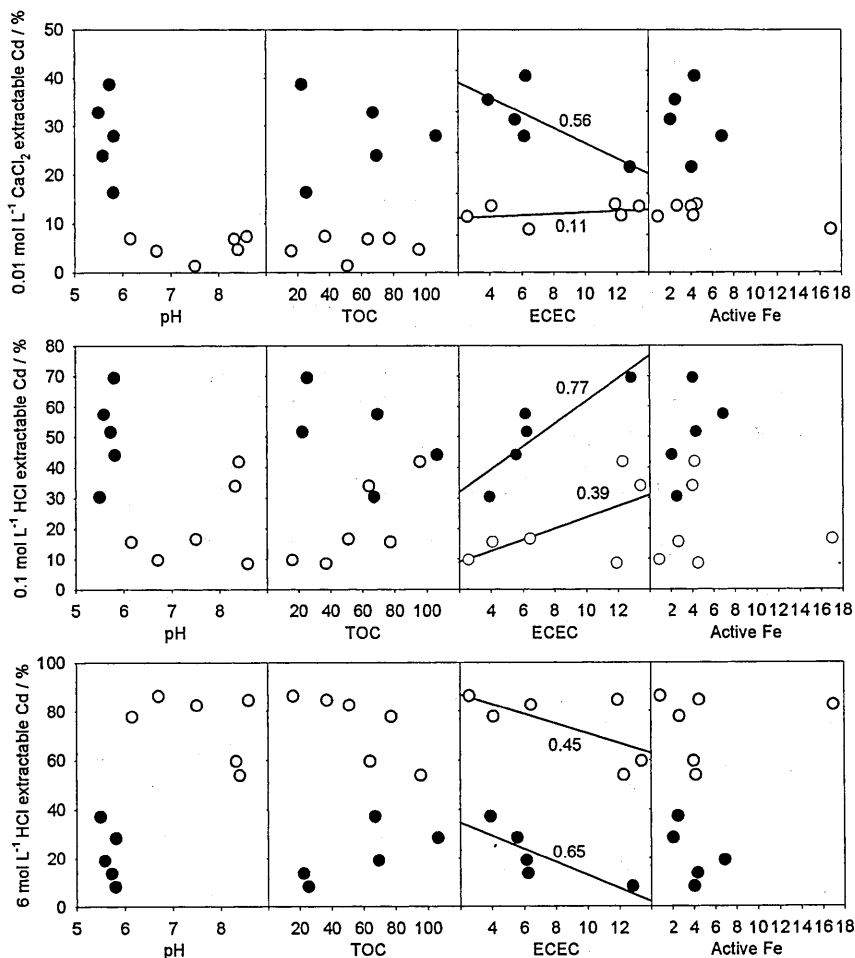 50
40
30
20
10
0
0.01 mol L⁻¹ CaCl₂ extractable Cd / %
0.56
0.11
5 6 7 8
20 40 60 80 100
4 6 8 10 12
2 4 6 8 10 12 14 16 18
pH
TOC
ECEC
Active Fe
80
70
60
50
40
30
20
10
0
0.1 mol L⁻¹ HCl extractable Cd / %
0.77
0.39
5 6 7 8
20 40 60 80 100
4 6 8 10 12
2 4 6 8 10 12 14 16 18
pH
TOC
ECEC
Active Fe
100
80
60
40
20
0
6 mol L⁻¹ HCl extractable Cd / %
0.45
0.65
5 6 7 8
20 40 60 80 100
4 6 8 10 12
2 4 6 8 10 12 14 16 18
pH
TOC
ECEC
Active Fe